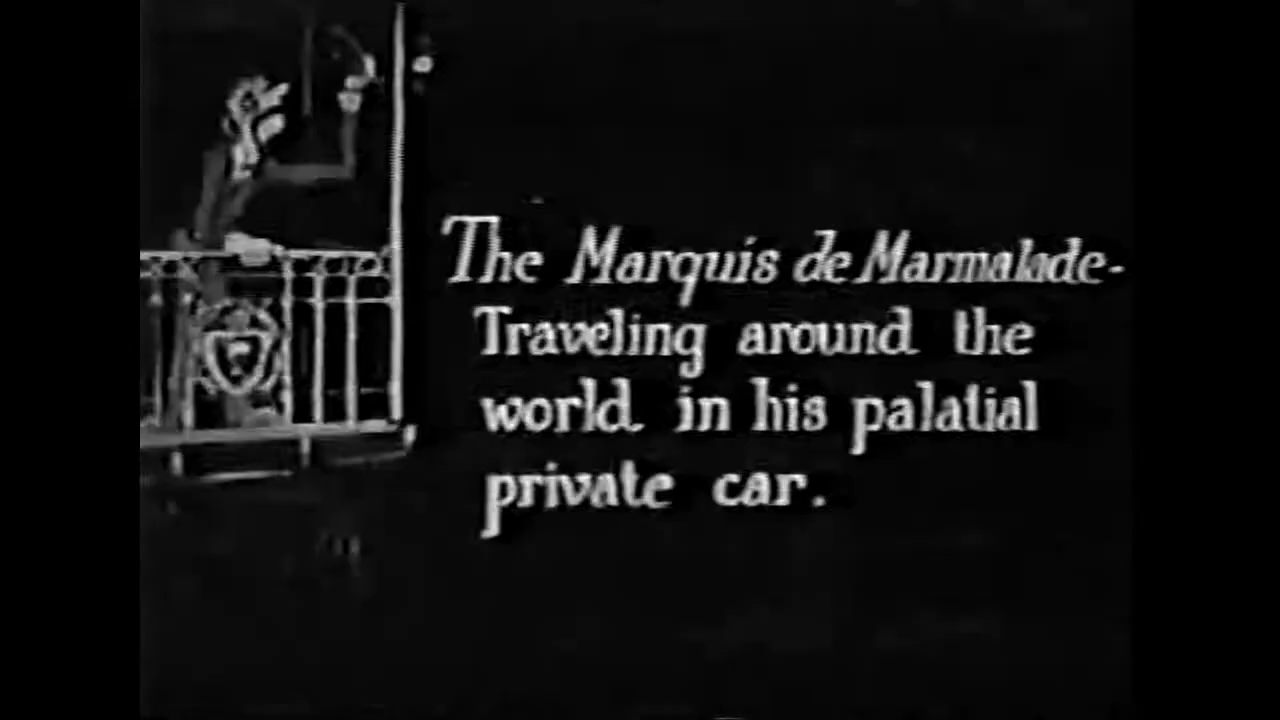 The Marquis de Marmalade-
Traveling around the
world in his palatial
private car.